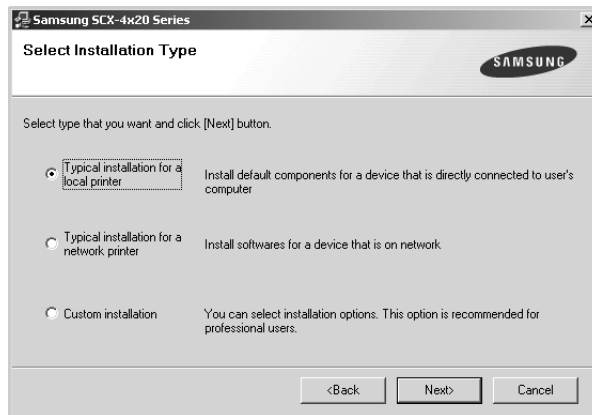 Samsung SCX-4x20 Series
Select Installation Type
SAMSUNG
Select type that you want and click [Next] button.
Typical installation for a
local printer
Install default components for a device that is directly connected to user's
computer
Typical installation for a
network printer
Install softwares for a device that is on network
Custom installation
You can select installation options. This option is recommended for
professional users.
<Back
Next>
Cancel